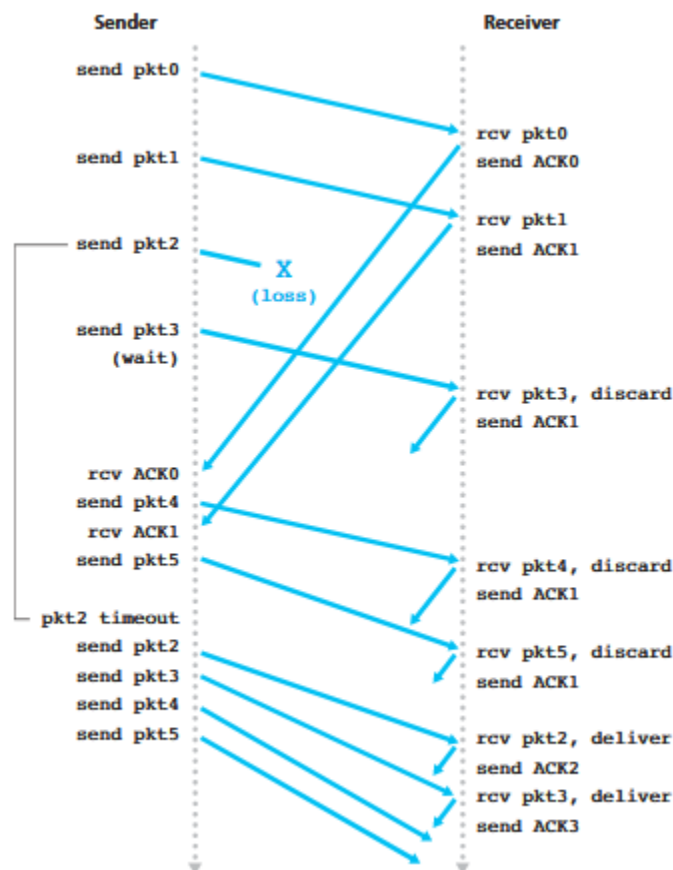 Sender
Receiver
send pkt0
rcv pkt0
send ACK0
send pkt1
rcv pkt1
send ACK1
send pkt2
X
(loss)
send pkt3
(wait)
rcv pkt3, discard
send ACK1
rcv ACK0
send pkt4
rcv ACK1
send pkt5
rcv pkt4, discard
send ACK1
pkt2 timeout
send pkt2
send pkt3
send pkt4
send pkt5
rcv pkt5, discard
send ACK1
rcv pkt2, deliver
send ACK2
rcv pkt3, deliver
send ACK3